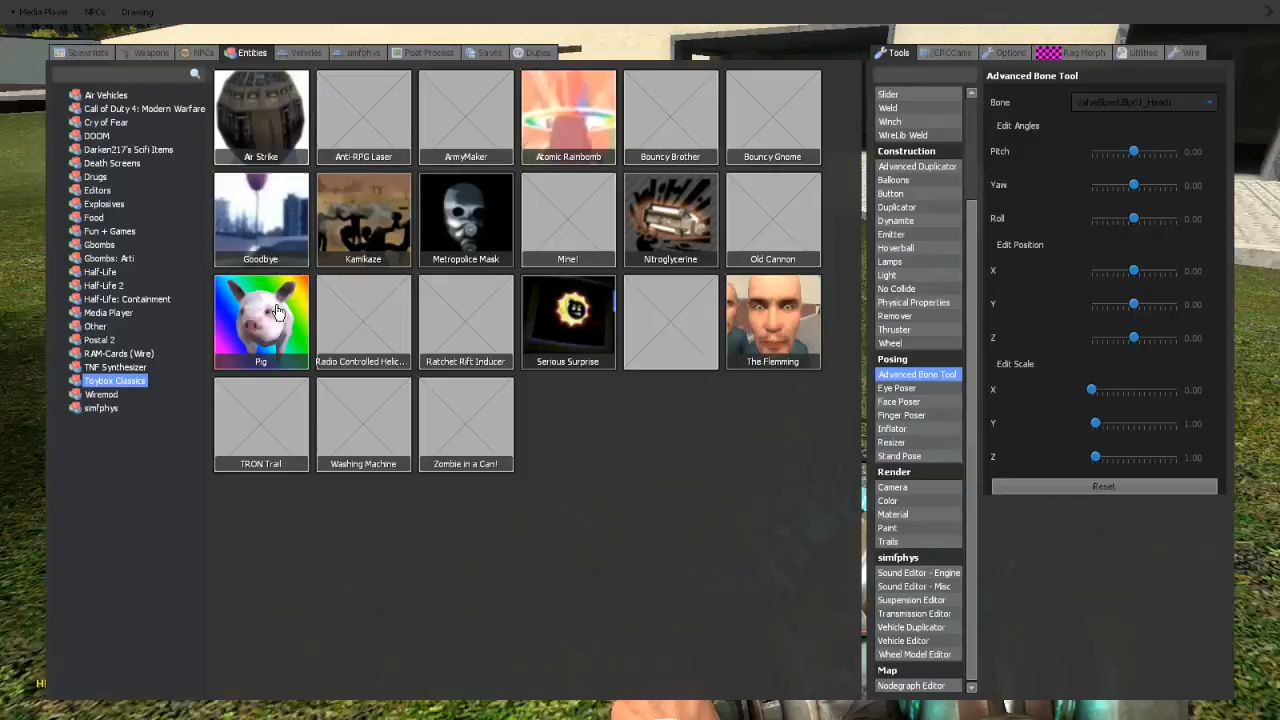 Media Player NPCs Drawing
Spawnlists Weapons NPCs Entities Vehicles simfphys Post Process Saves Dupes
Tools CRCCams Options Rag Morph Utilities Wire
Air Vehicles
Call of Duty 4: Modern Warfare
Cry of Fear
DOOM
Darken217's Scifi Items
Death Screens
Drugs
Editors
Explosives
Food
Fun + Games
Gbombs
Gbombs: Arti
Half-Life
Half-Life 2
Half-Life: Containment
Media Player
Other
Postal 2
RAM-Cards (Wire)
TNF Synthesizer
Toybox Classics
Wiremod
simfphys
Air Strike Anti-RPG Laser ArmyMaker Atomic Rainbomb Bouncy Brother Bouncy Gnome
Goodbye Kamikaze Metropolice Mask Mine! Nitroglycerine Old Cannon
Pig Radio Controlled Helic... Ratchet Rift Inducer Serious Surprise The Flemming
TRON Trail Washing Machine Zombie in a Can!
Slider
Weld
Winch
WireLib Weld
Construction
Advanced Duplicator
Balloons
Button
Duplicator
Dynamite
Emitter
Hoverball
Lamps
Light
No Collide
Physical Properties
Remover
Thruster
Wheel
Posing
Advanced Bone Tool
Eye Poser
Face Poser
Finger Poser
Inflator
Resizer
Stand Pose
Render
Camera
Color
Material
Paint
Trails
simfphys
Sound Editor - Engine
Sound Editor - Misc
Suspension Editor
Transmission Editor
Vehicle Duplicator
Vehicle Editor
Wheel Model Editor
Map
Nodegraph Editor
Advanced Bone Tool
Bone ValveBiped.Bip01_Head1
Edit Angles
Pitch 0.00
Yaw 0.00
Roll 0.00
Edit Position
X 0.00
Y 0.00
Z 0.00
Edit Scale
X 0.00
Y 1.00
Z 1.00
Reset